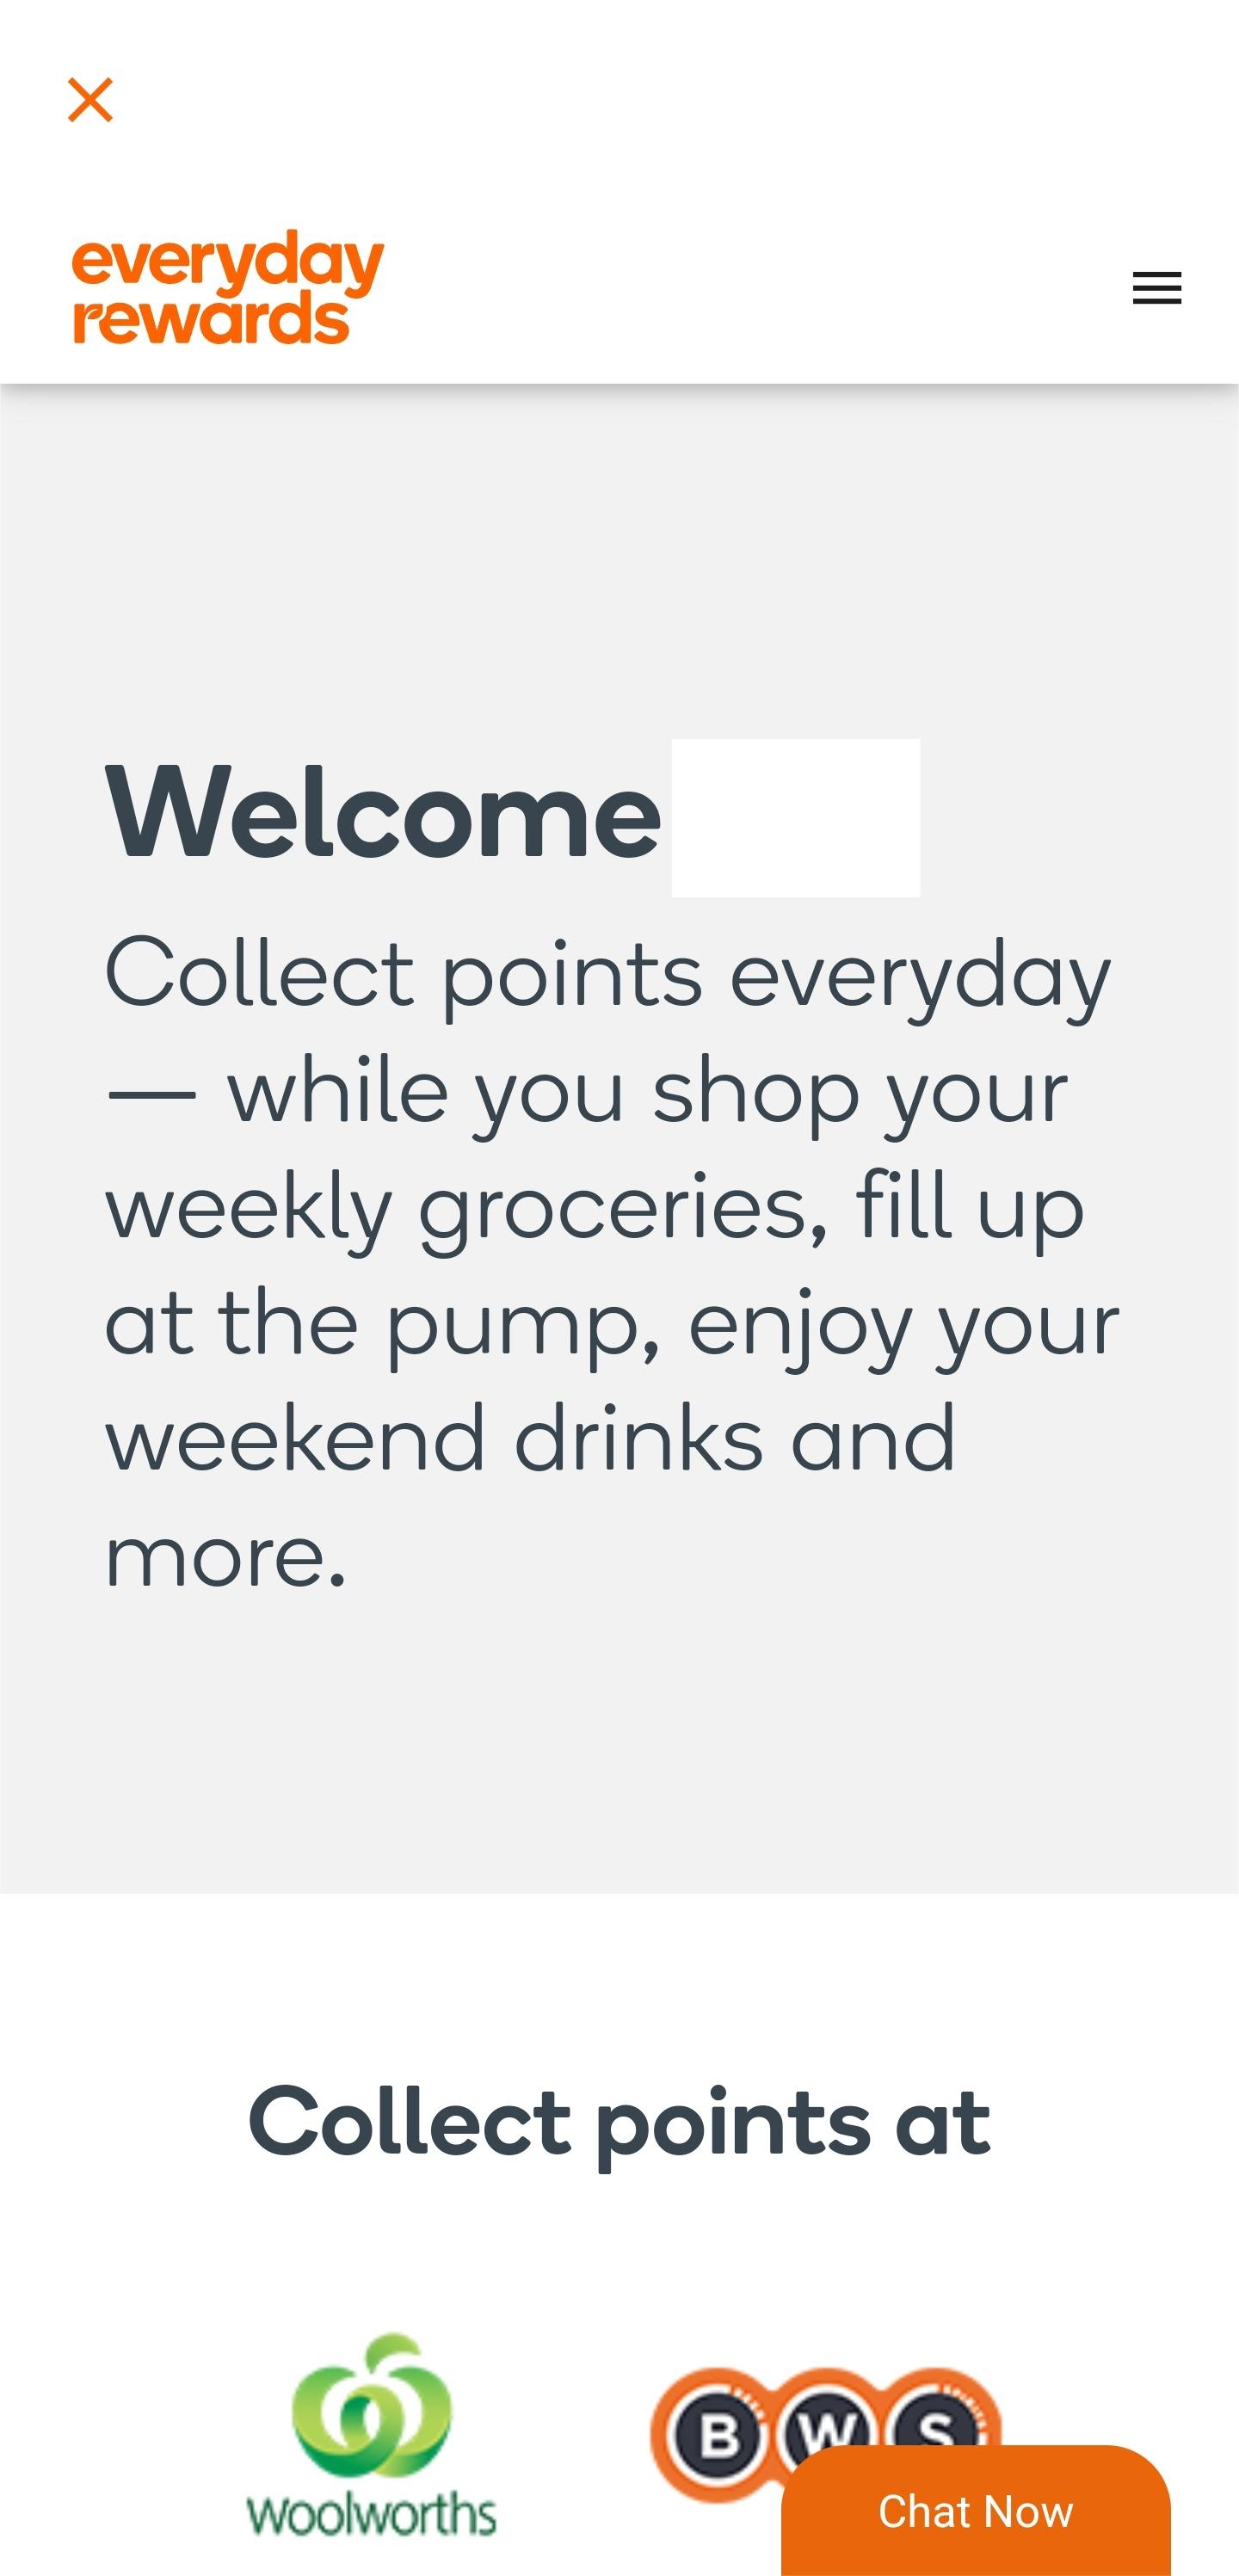 everyday
rewards
Welcome
Collect points everyday
— while you shop your
weekly groceries, fill up
at the pump, enjoy your
weekend drinks and
more.
Collect points at
Woolworths
BWS
Chat Now